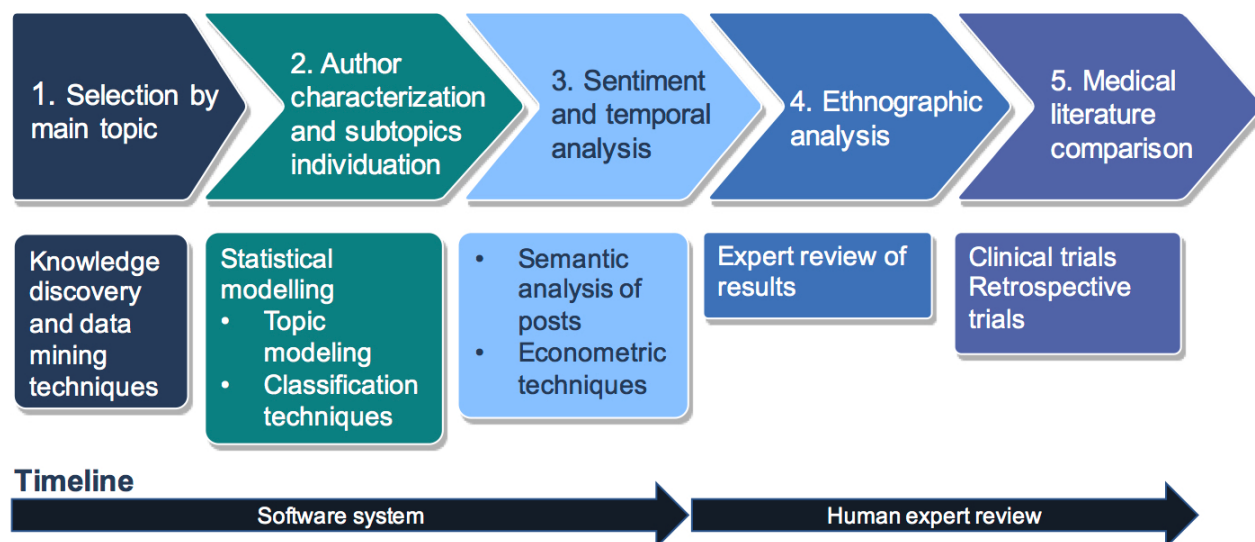 1. Selection by
main topic
2. Author
characterization
and subtopics
individuation
3. Sentiment
and temporal
analysis
4. Ethnographic
analysis
5. Medical
literature
comparison
Knowledge
discovery
and data
mining
techniques
Statistical
modelling
• Topic
modeling
• Classification
techniques
• Semantic
analysis of
posts
• Econometric
techniques
Expert review of
results
Clinical trials
Retrospective
trials
Timeline
Software system
Human expert review